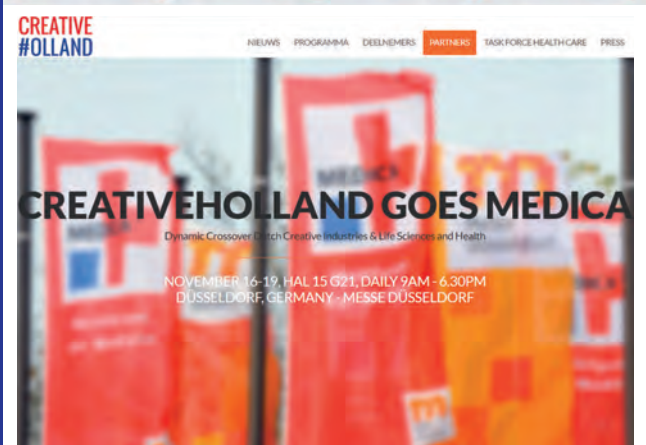 CREATIVE
#OLLAND
NIEUWS PROGRAMMA DEELNEMERS PARTNERS TASK FORCE HEALTH CARE PRESS
MEDICA
CREATIVEHOLLAND GOES MEDICA
Dynamic Crossover Dutch Creative Industries & Life Sciences and Health
NOVEMBER 16-19, HAL 15 G21, DAILY 9AM - 6.30PM
DÜSSELDORF, GERMANY - MESSE DÜSSELDORF
m